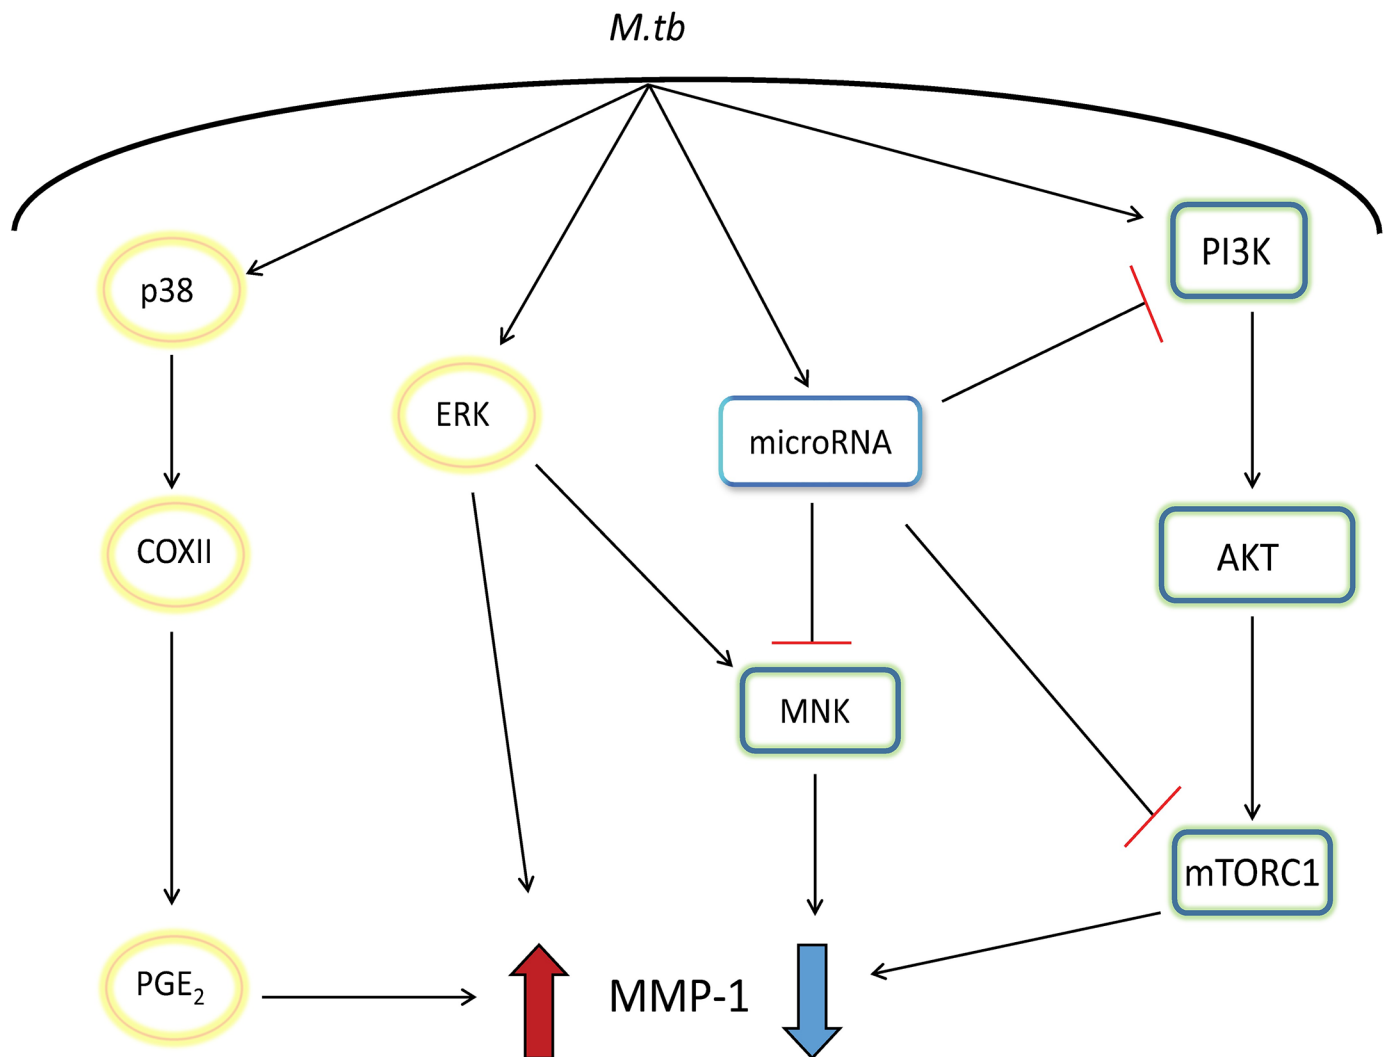 M.tb
PI3K
p38
ERK
microRNA
COXII
AKT
MNK
mTORC1
PGE₂
MMP-1